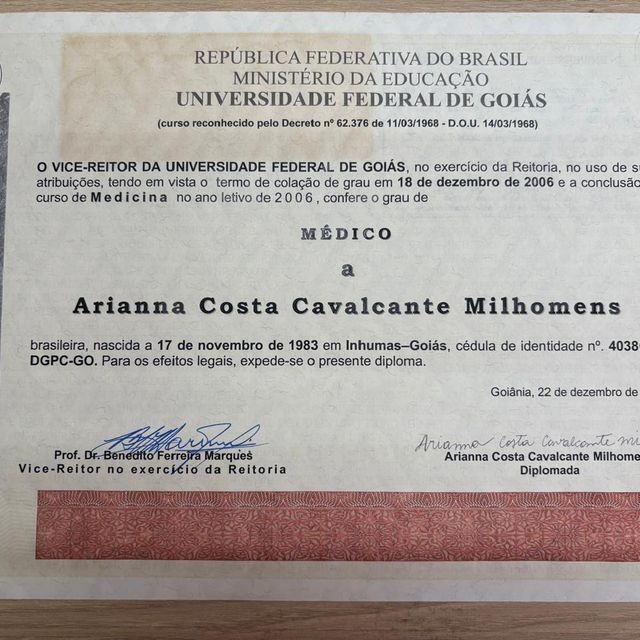 REPÚBLICA FEDERATIVA DO BRASIL
MINISTÉRIO DA EDUCAÇÃO
UNIVERSIDADE FEDERAL DE GOIÁS
(curso reconhecido pelo Decreto nº 62.376 de 11/03/1968 - D.O.U. 14/03/1968)
O VICE-REITOR DA UNIVERSIDADE FEDERAL DE GOIÁS, no exercício da Reitoria, no uso de
atribuições, tendo em vista o termo de colação de grau em 18 de dezembro de 2006 e a conclusão
curso de Medicina no ano letivo de 2006, confere o grau de
MÉDICO
a
Arianna Costa Cavalcante Milhomens
brasileira, nascida a 17 de novembro de 1983 em Inhumas–Goiás, cédula de identidade nº.
DGPC-GO. Para os efeitos legais, expede-se o presente diploma.
Goiânia, 22 de dezembro de
Arianna Costa Cavalcante
Prof. Dr. Benedito Ferreira Marques
Arianna Costa Cavalcante
Vice-Reitor no exercício da Reitoria
Diplomada